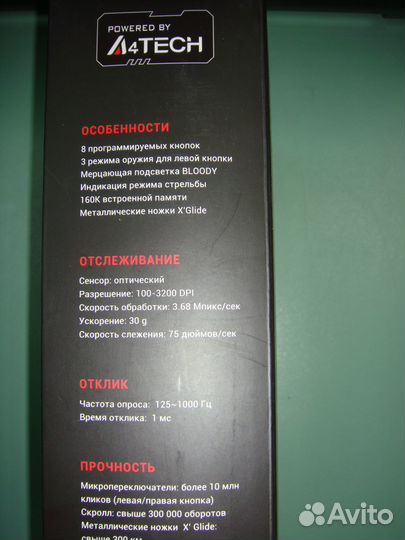 POWERED BY
A4TECH
ОСОБЕННОСТИ
8 программируемых кнопок
3 режима оружия для левой кнопки
Мерцающая подсветка BLOODY
Индикация режима стрельбы
160K встроенной памяти
Металлические ножки X'Glide
ОТСЛЕЖИВАНИЕ
Сенсор: оптический
Разрешение: 100-3200 DPI
Скорость обработки: 3.68 Мпикс/сек
Ускорение: 30 g
Скорость слежения: 75 дюймов/сек
ОТКЛИК
Частота опроса: 125~1000 Гц
Время отклика: 1 мс
ПРОЧНОСТЬ
Микропереключатели: более 10 млн
кликов (левая/правая кнопка)
Скролл: свыше 300 000 оборотов
Металлические ножки X' Glide:
свыше 300 км
Avito